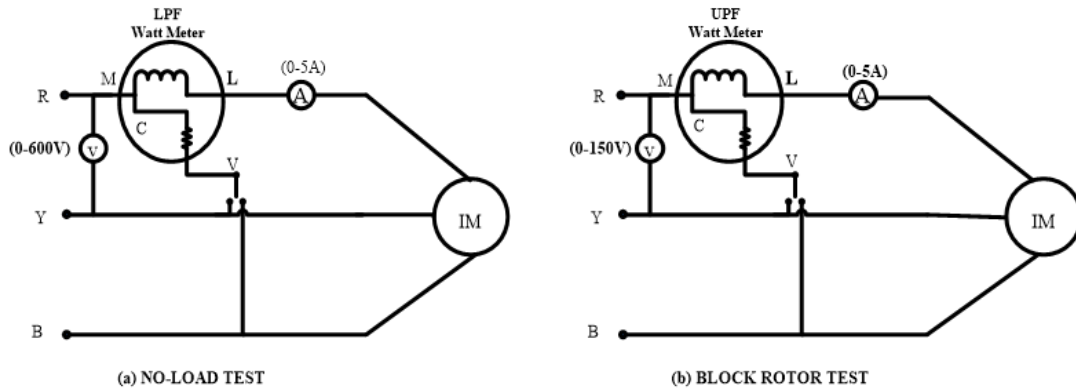 LPF
Watt Meter
M
L
(0-5A)
R
A
C
(0-600V)
v
V
Y
IM
B
(a) NO-LOAD TEST
UPF
Watt Meter
M
L
(0-5A)
R
A
C
(0-150V)
v
V
Y
IM
B
(b) BLOCK ROTOR TEST